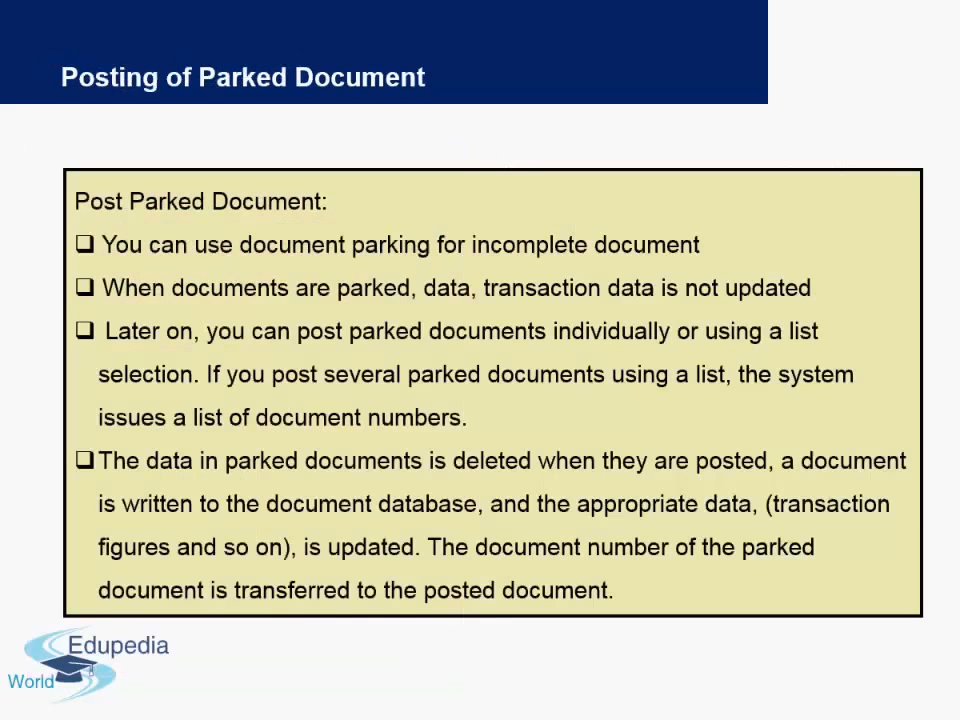 Posting of Parked Document
Post Parked Document:
You can use document parking for incomplete document
When documents are parked, data, transaction data is not updated
Later on, you can post parked documents individually or using a list
selection. If you post several parked documents using a list, the system
issues a list of document numbers.
The data in parked documents is deleted when they are posted, a document
is written to the document database, and the appropriate data, (transaction
figures and so on), is updated. The document number of the parked
document is transferred to the posted document.
Edupedia
World